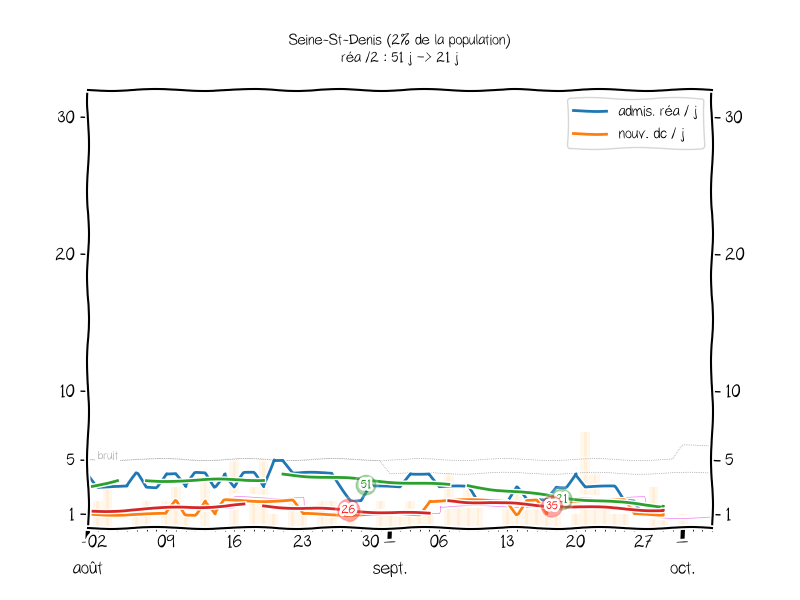 Seine-St-Denis (2% de la population)
réa /2 : 51 j -> 21 j
admis. réa / j
nouv. dc / j
30 30
20 20
10 10
bruit
5 5
51
21
26 35
1 1
02 09 16 23 30 06 13 20 27
août sept. oct.